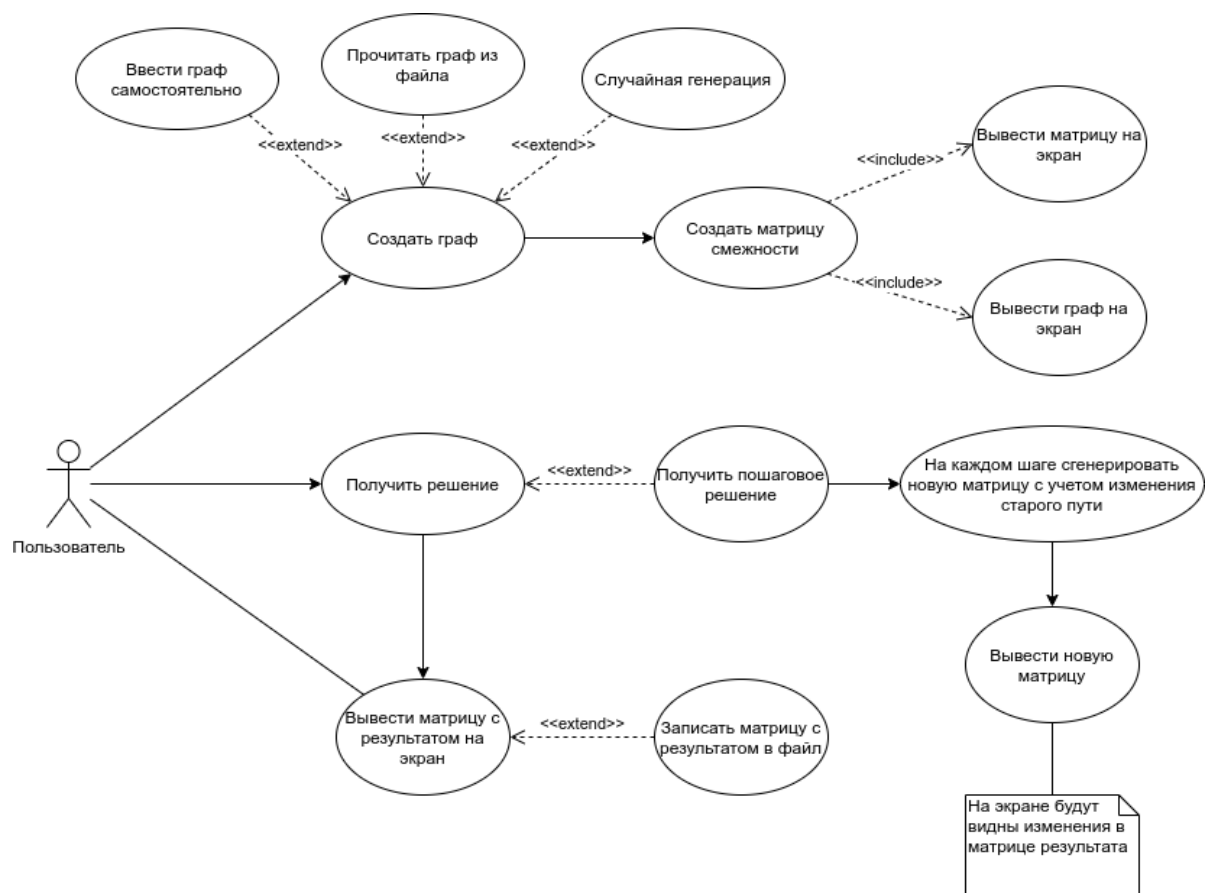 Ввести граф
самостоятельно
Прочитать граф из
файла
Случайная генерация
<<extend>>
<<extend>>
<<extend>>
Создать граф
Создать матрицу
смежности
<<include>>
Вывести матрицу на
экран
<<include>>
Вывести граф на
экран
Пользователь
Получить решение
<<extend>>
Получить пошаговое
решение
На каждом шаге сгенерировать
новую матрицу с учетом изменения
старого пути
Вывести новую
матрицу
Вывести матрицу с
результатом на
экран
<<extend>>
Записать матрицу с
результатом в файл
На экране будут
видны изменения в
матрице результата